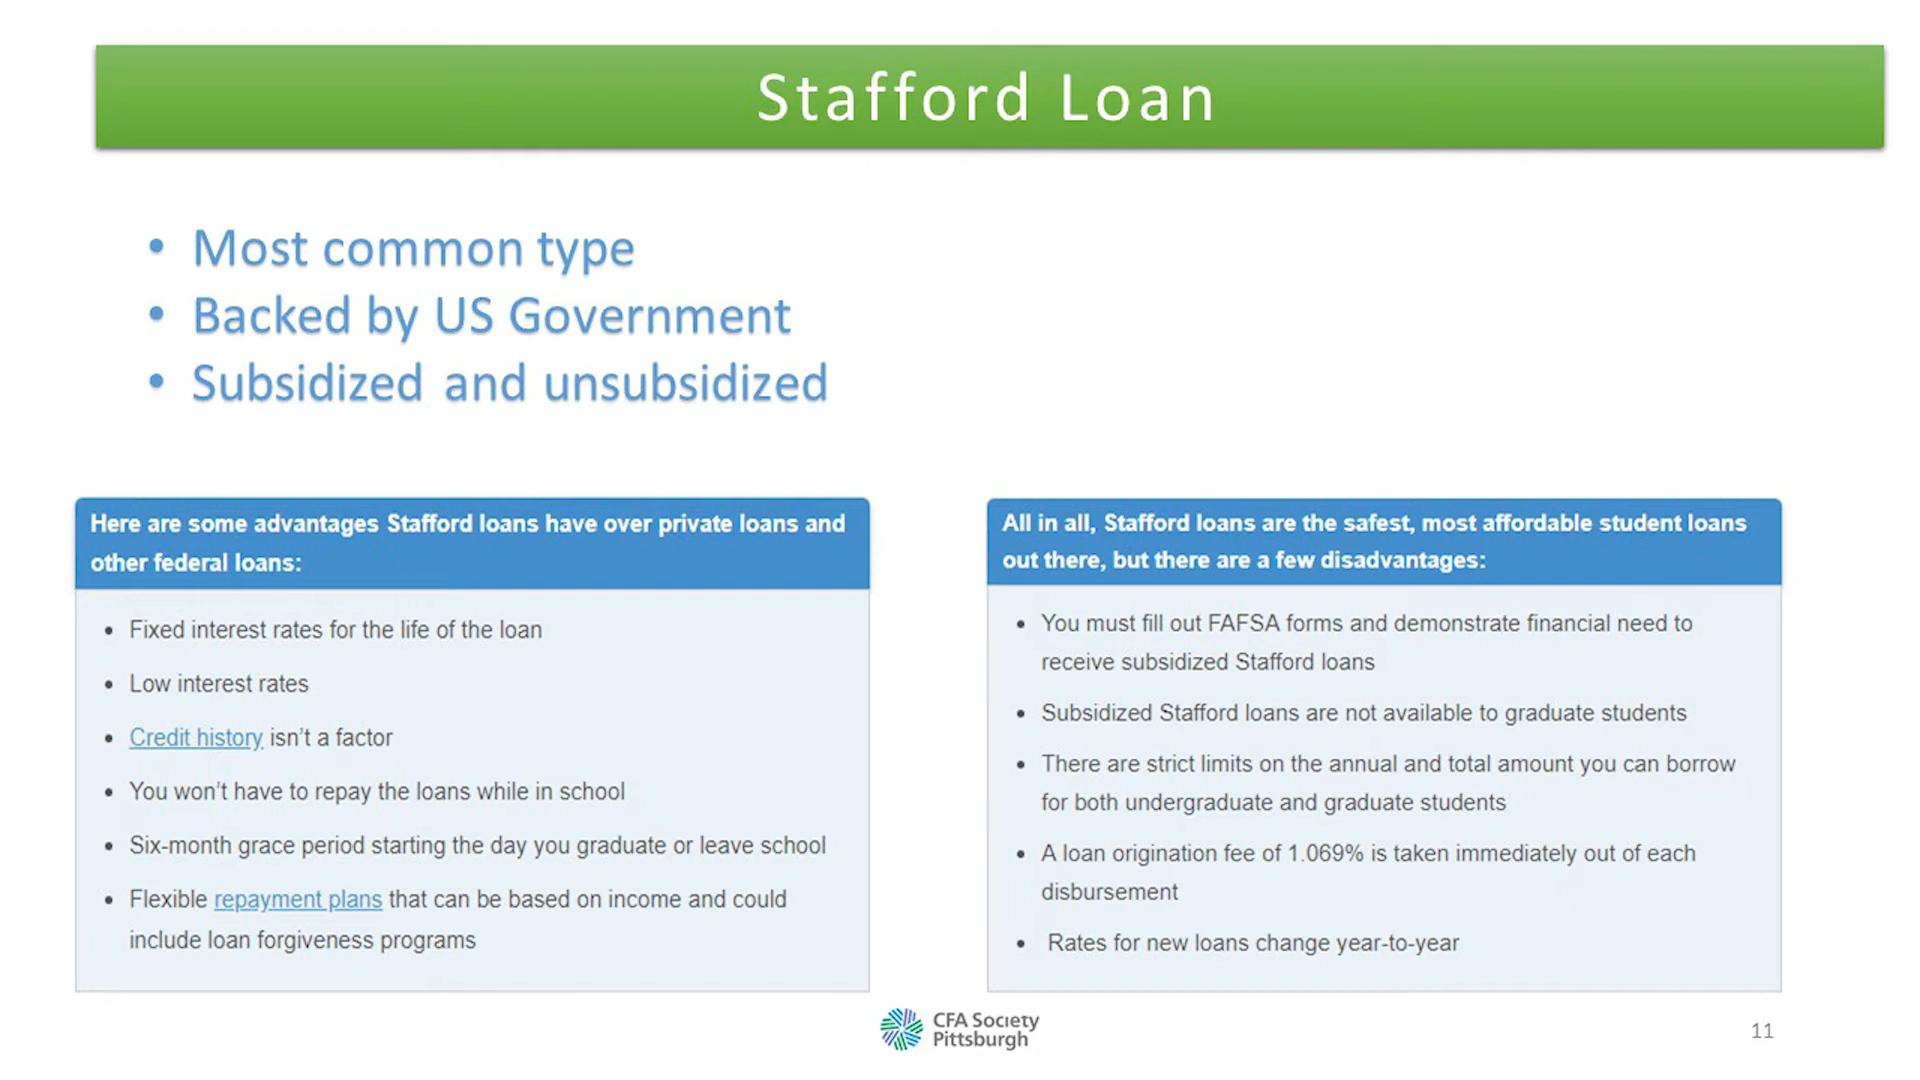 Stafford Loan
• Most common type
• Backed by US Government
• Subsidized and unsubsidized
Here are some advantages Stafford loans have over private loans and
other federal loans:
• Fixed interest rates for the life of the loan
• Low interest rates
• Credit history isn’t a factor
• You won’t have to repay the loans while in school
• Six-month grace period starting the day you graduate or leave school
• Flexible repayment plans that can be based on income and could
include loan forgiveness programs
All in all, Stafford loans are the safest, most affordable student loans
out there, but there are a few disadvantages:
• You must fill out FAFSA forms and demonstrate financial need to
receive subsidized Stafford loans
• Subsidized Stafford loans are not available to graduate students
• There are strict limits on the annual and total amount you can borrow
for both undergraduate and graduate students
• A loan origination fee of 1.069% is taken immediately out of each
disbursement
• Rates for new loans change year-to-year
CFA Society
Pittsburgh
11